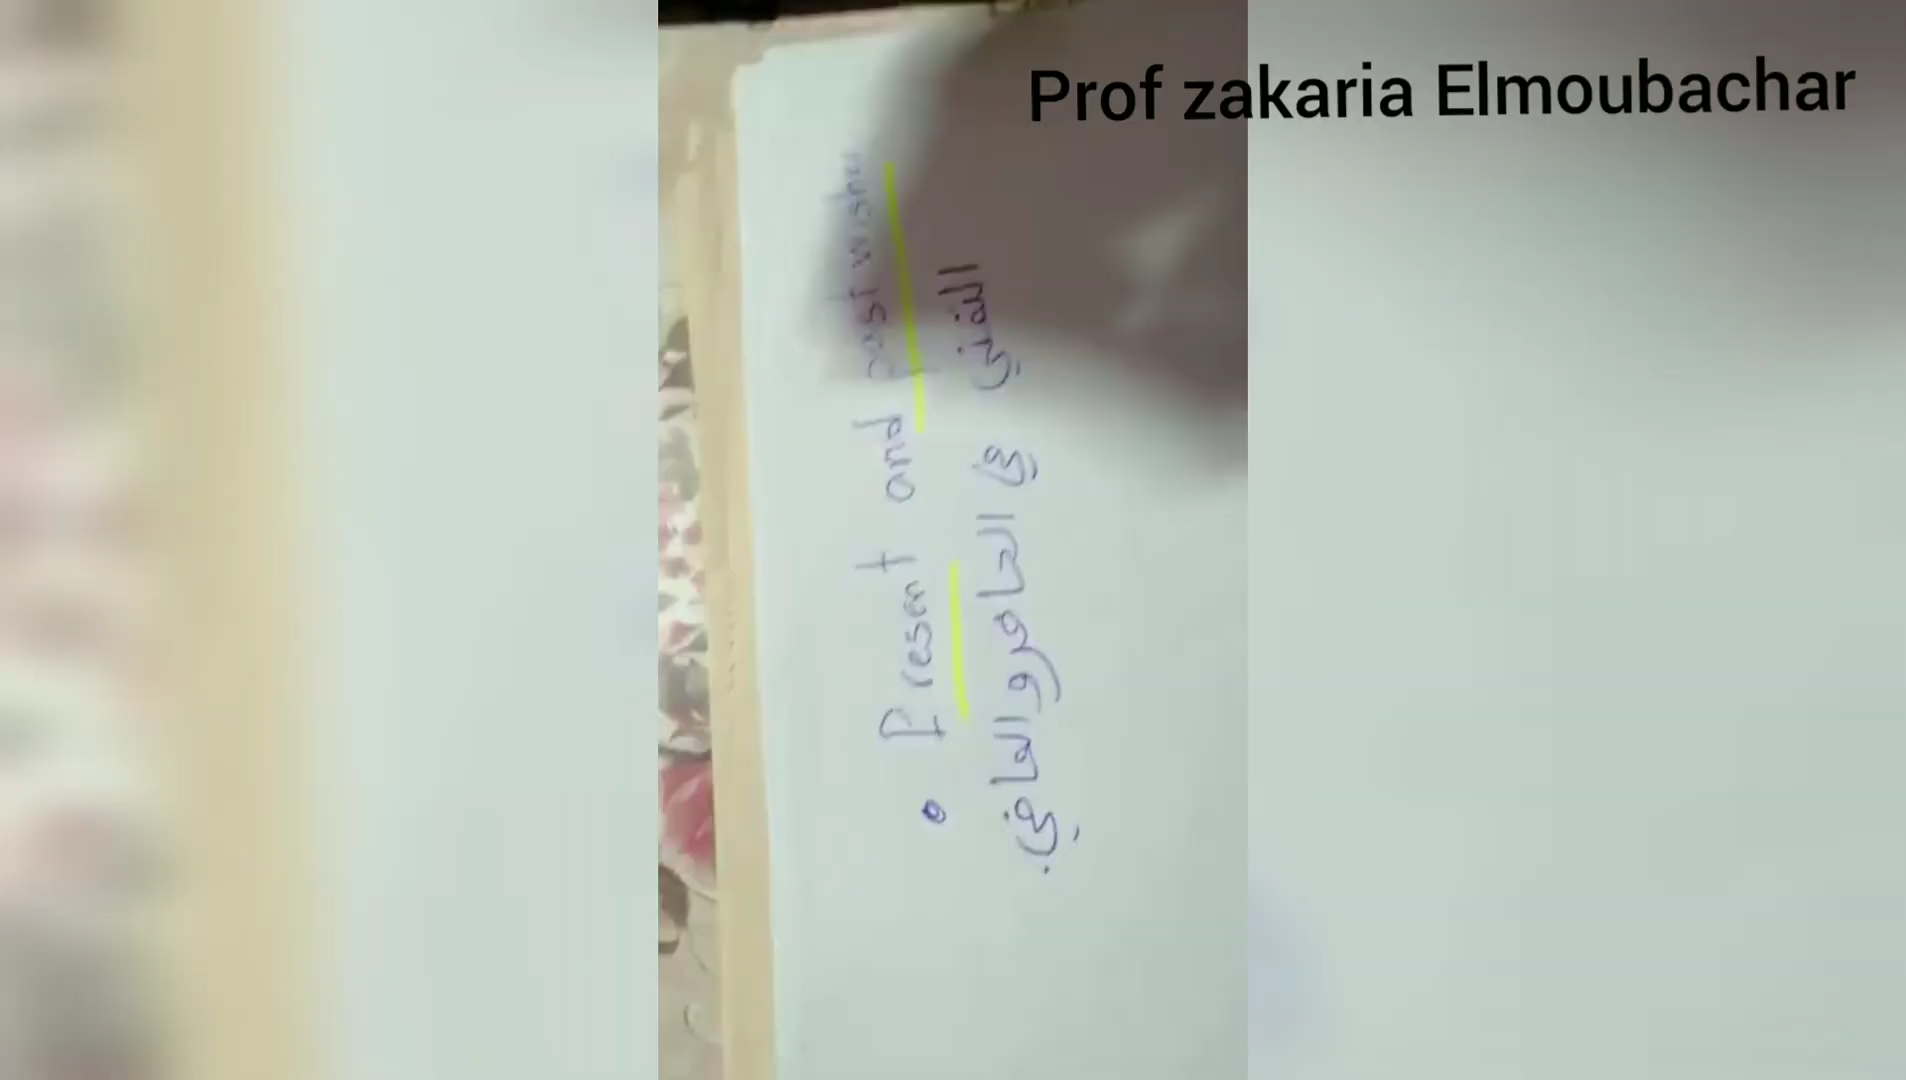 Prof zakaria Elmoubachar
• Present and past wishes
التمني في الحاضر والماضي.